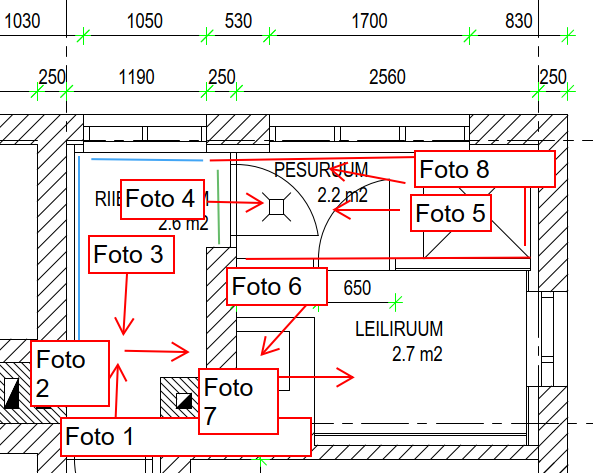 1030 1050 530 1700 830
250 1190 250 2560 250
PESURUUM
2.2 m2
Foto 8
RIIE
Foto 4
M
2.6 m2
Foto 5
Foto 3
Foto 6
650
LEILIRUUM
2.7 m2
Foto
2
Foto
7
Foto 1